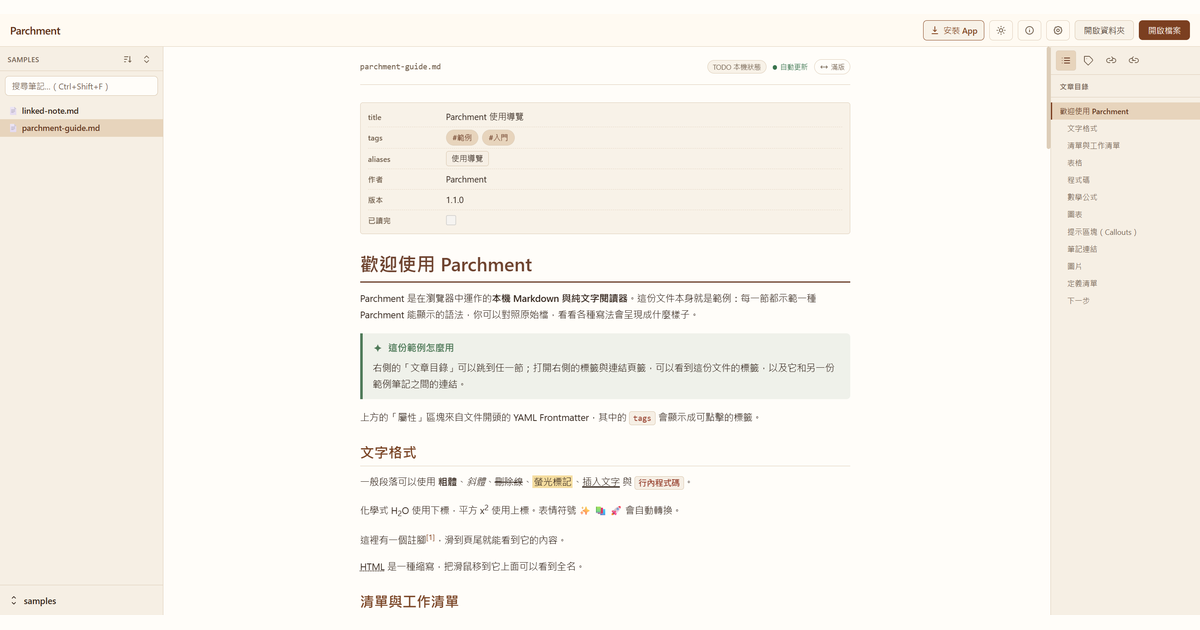 Parchment
安裝 App
開啟資料夾
開啟檔案
SAMPLES
搜尋筆記... ( Ctrl+Shift+F )
linked-note.md
parchment-guide.md
samples
parchment-guide.md
TODO 本機狀態
自動更新
滿版
title Parchment 使用導覽
tags #範例 #入門
aliases 使用導覽
作者 Parchment
版本 1.1.0
已讀完
歡迎使用 Parchment
Parchment 是在瀏覽器中運作的本機 Markdown 與純文字閱讀器。這份文件本身就是範例：每一節都示範一種
Parchment 能顯示的語法，你可以對照原始檔，看看各種寫法會呈現成什麼樣子。
這份範例怎麼用
右側的「文章目錄」可以跳到任一節；打開右側的標籤與連結頁籤，可以看到這份文件的標籤，以及它和另一份
範例筆記之間的連結。
上方的「屬性」區塊來自文件開頭的 YAML Frontmatter，其中的 tags 會顯示成可點擊的標籤。
文字格式
一般段落可以使用 粗體、斜體、刪除線、螢光標記、插入文字 與 行內程式碼。
化學式 H₂O 使用下標，平方 x² 使用上標。表情符號 ✨ 📚 🚀 會自動轉換。
這裡有一個註腳[1]，滑到頁尾就能看到它的內容。
HTML 是一種縮寫，把滑鼠移到它上面可以看到全名。
清單與工作清單
文章目錄
歡迎使用 Parchment
文字格式
清單與工作清單
表格
程式碼
數學公式
圖表
提示區塊 ( Callouts )
筆記連結
圖片
定義清單
下一步